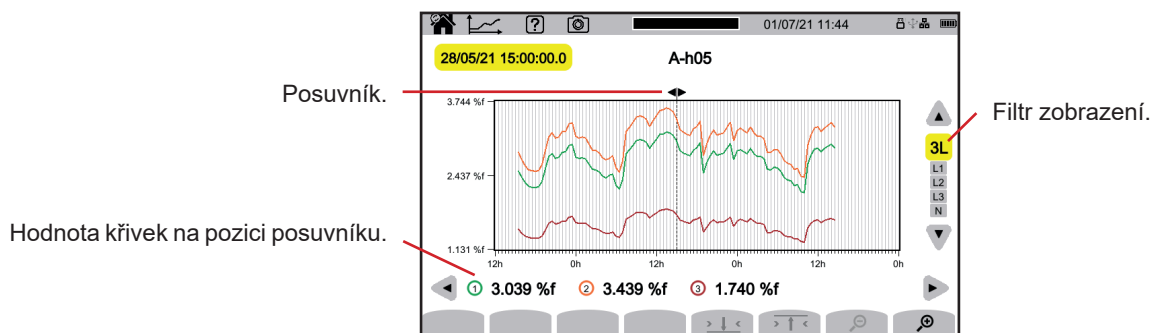 01/07/21 11:44
28/05/21 15:00:00.0 A-h05
Posuvník.
3.744 %f
Filtr zobrazení.
3L
L1
2.437 %f
L2
L3
N
Hodnota křivek na pozici posuvníku.
1.131 %f
12h 0h 12h 0h 12h 0h
1 3.039 %f 2 3.439 %f 3 1.740 %f